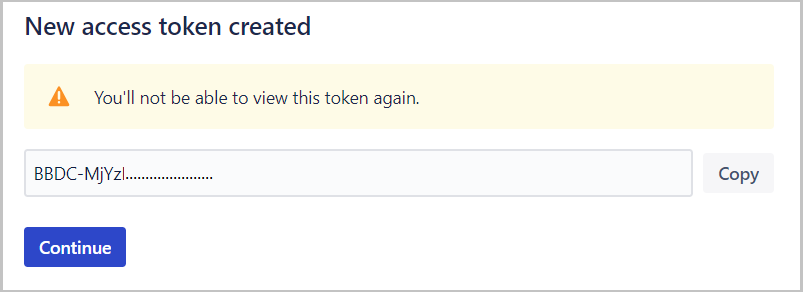 New access token created
You'll not be able to view this token again.
BBDC-MjYzl......................
Copy
Continue